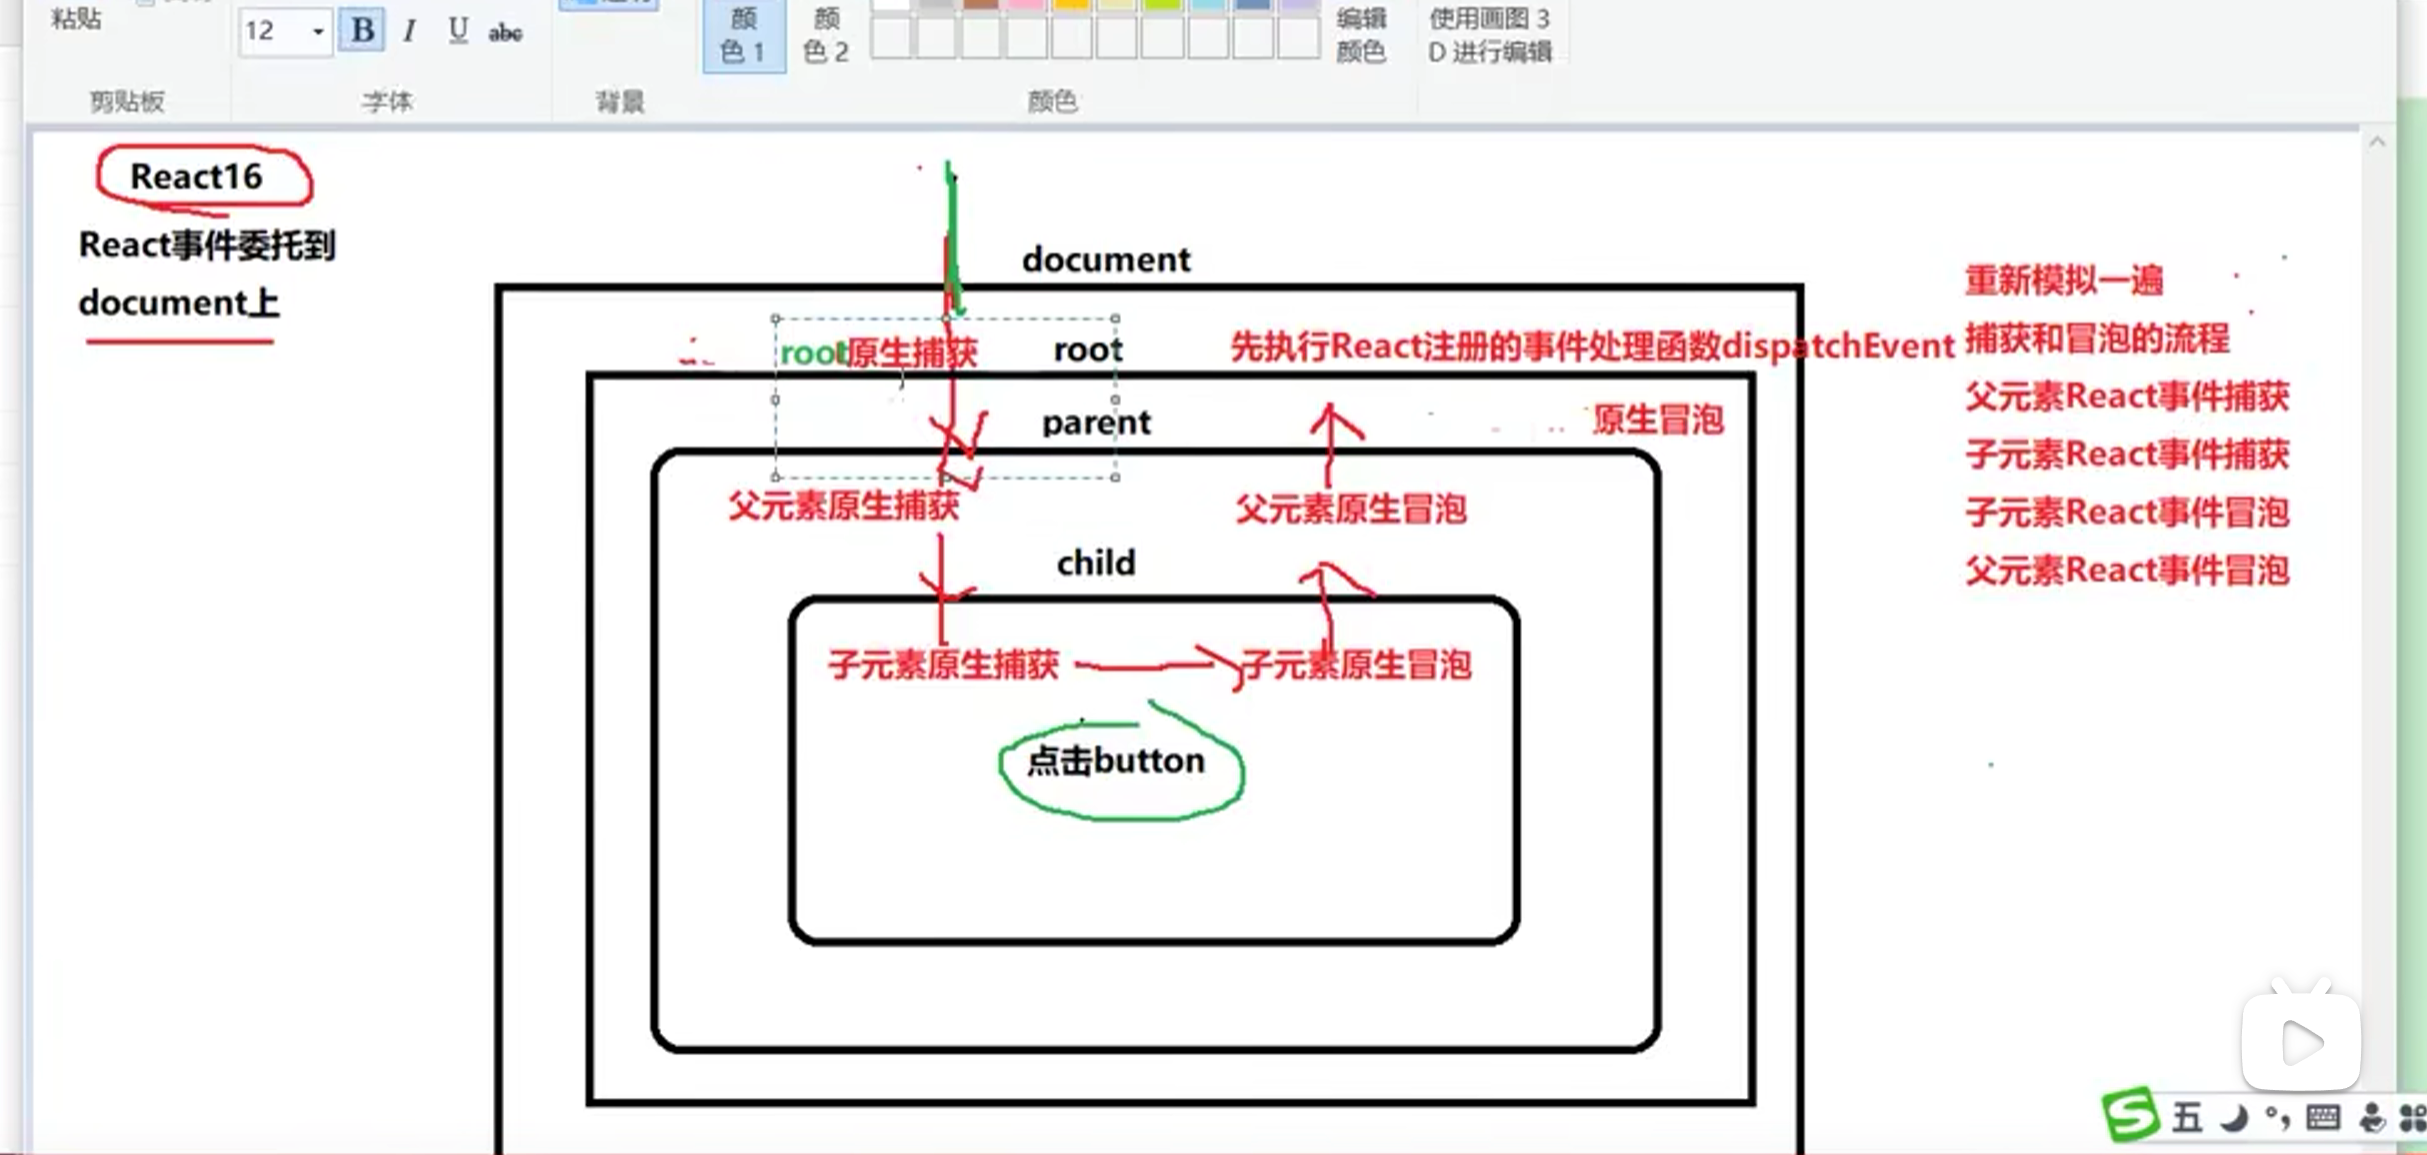 粘贴
12
B I U abc
颜色1
颜色2
编辑颜色
使用画图 3D 进行编辑
剪贴板
字体
背景
颜色
React16
React事件委托到
document上
document
root原生捕获
root
先执行React注册的事件处理函数dispatchEvent
parent
原生冒泡
父元素原生捕获
父元素原生冒泡
child
子元素原生捕获
子元素原生冒泡
点击button
重新模拟一遍
捕获和冒泡的流程
父元素React事件捕获
子元素React事件捕获
子元素React事件冒泡
父元素React事件冒泡
五